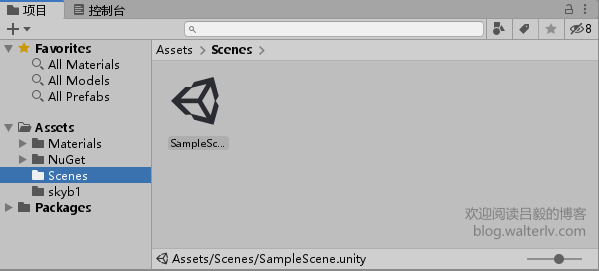 项目 控制台
8
Favorites
All Materials
All Models
All Prefabs
Assets
Materials
NuGet
Scenes
skyb1
Packages
Assets > Scenes >
SampleSc...
欢迎阅读吕毅的博客
blog.walterlv.com
Assets/Scenes/SampleScene.unity